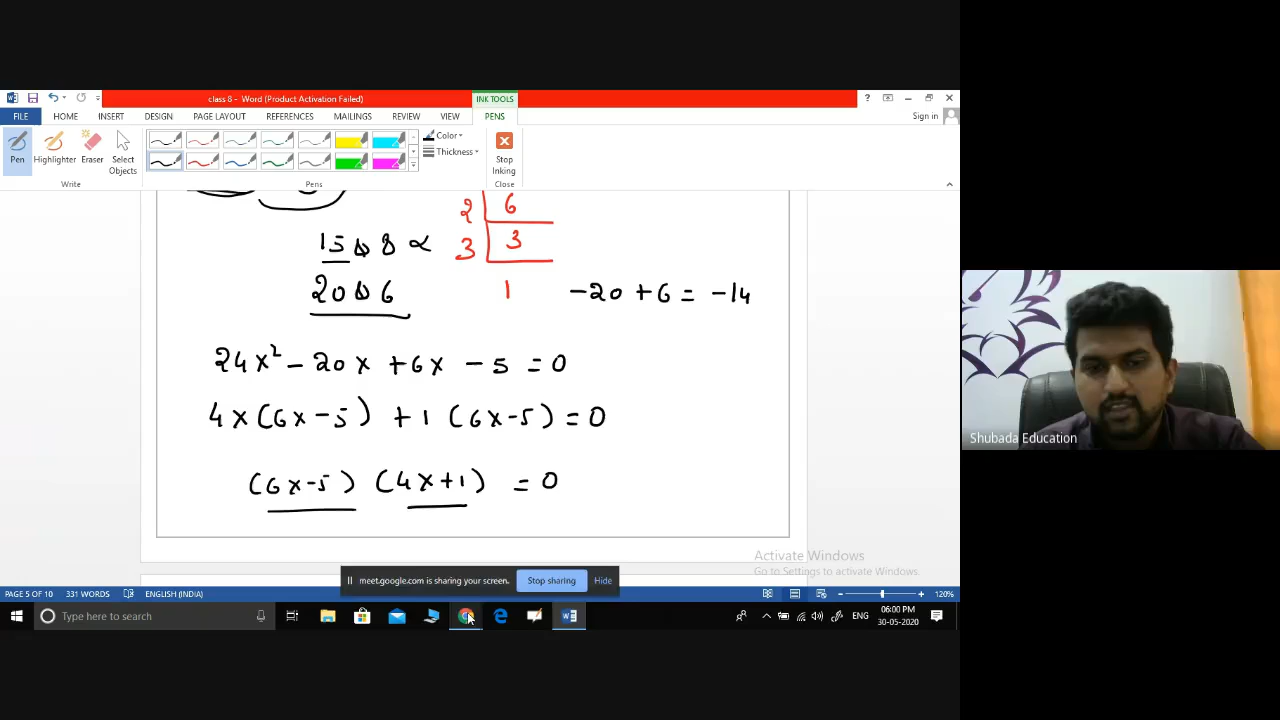 class 8 - Word (Product Activation Failed)
INK TOOLS
Sign in
FILE HOME INSERT DESIGN PAGE LAYOUT REFERENCES MAILINGS REVIEW VIEW PENS
Pen
Highlighter
Eraser
Select Objects
Color
Thickness
Stop Inking
Write
Pens
Close
2 6
15 & 8 ∝ 3 3
20 & 6 1 -20 + 6 = -14
24x² - 20x + 6x - 5 = 0
4x (6x - 5) + 1 (6x - 5) = 0
(6x - 5) (4x + 1) = 0
Shubada Education
Activate Windows
Go to Settings to activate Windows.
meet.google.com is sharing your screen. Stop sharing Hide
PAGE 5 OF 10 331 WORDS ENGLISH (INDIA) 120%
Type here to search
ENG
06:00 PM
30-05-2020